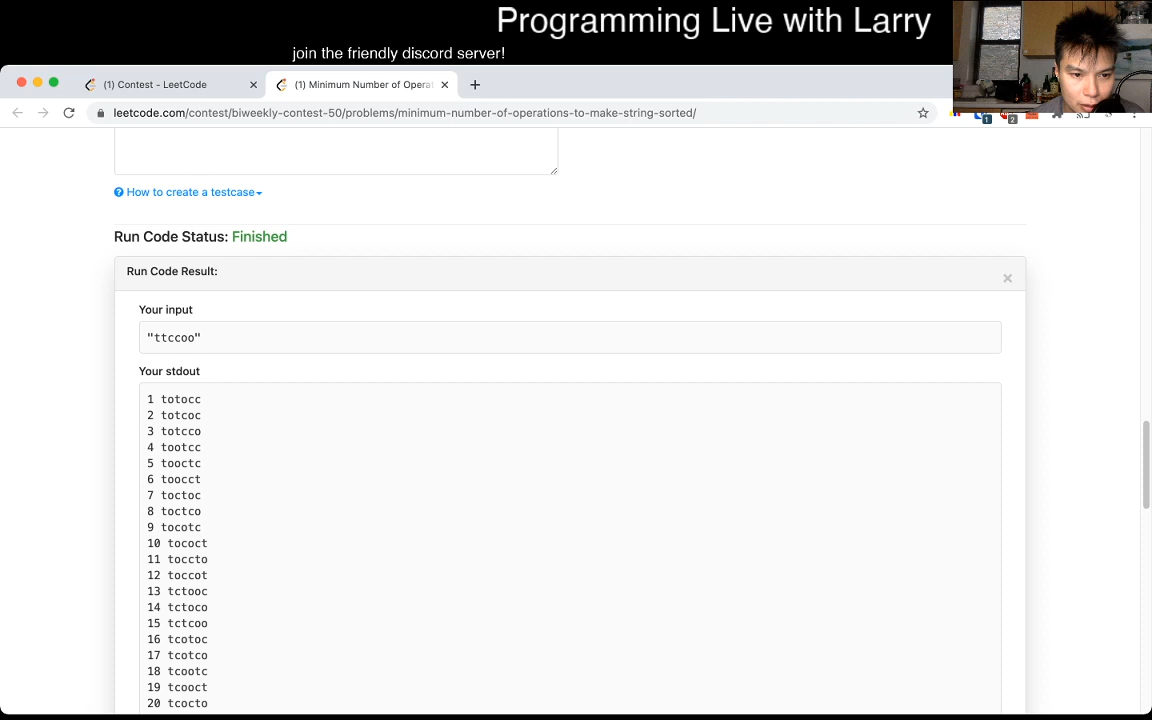 Programming Live with Larry
join the friendly discord server!
(1) Contest - LeetCode
(1) Minimum Number of Operat
leetcode.com/contest/biweekly-contest-50/problems/minimum-number-of-operations-to-make-string-sorted/
1
2
How to create a testcase
Run Code Status: Finished
Run Code Result:
Your input
"ttccoo"
Your stdout
1 totocc
2 totcoc
3 totcco
4 tootcc
5 tooctc
6 toocct
7 toctoc
8 toctco
9 tocotc
10 tococt
11 toccto
12 toccot
13 tctooc
14 tctoco
15 tctcoo
16 tcotoc
17 tcotco
18 tcootc
19 tcooct
20 tcocto